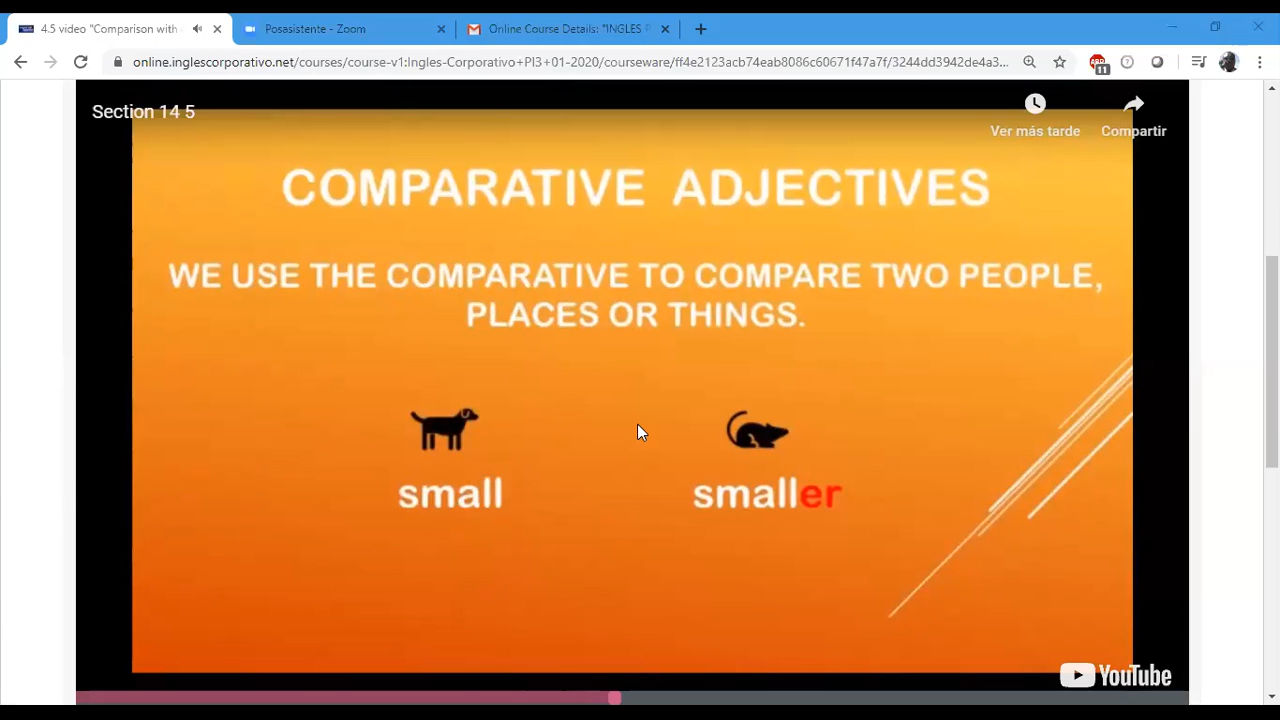 4.5 video "Comparison with
Posasistente - Zoom
Online Course Details: "INGLES P
online.inglescorporativo.net/courses/course-v1:Ingles-Corporativo+PI3+01-2020/courseware/ff4e2123acb74eab8086c60671f47a7f/3244dd3942de4a3...
11
Section 14 5
Ver más tarde
Compartir
COMPARATIVE ADJECTIVES
WE USE THE COMPARATIVE TO COMPARE TWO PEOPLE,
PLACES OR THINGS.
small
smaller
YouTube